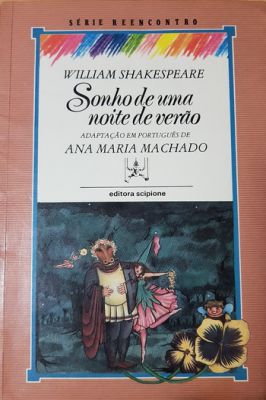 SÉRIE REENCONTRO
WILLIAM SHAKESPEARE
Sonho de uma
noite de verão
ADAPTAÇÃO EM PORTUGUÊS DE
ANA MARIA MACHADO
editora scipione